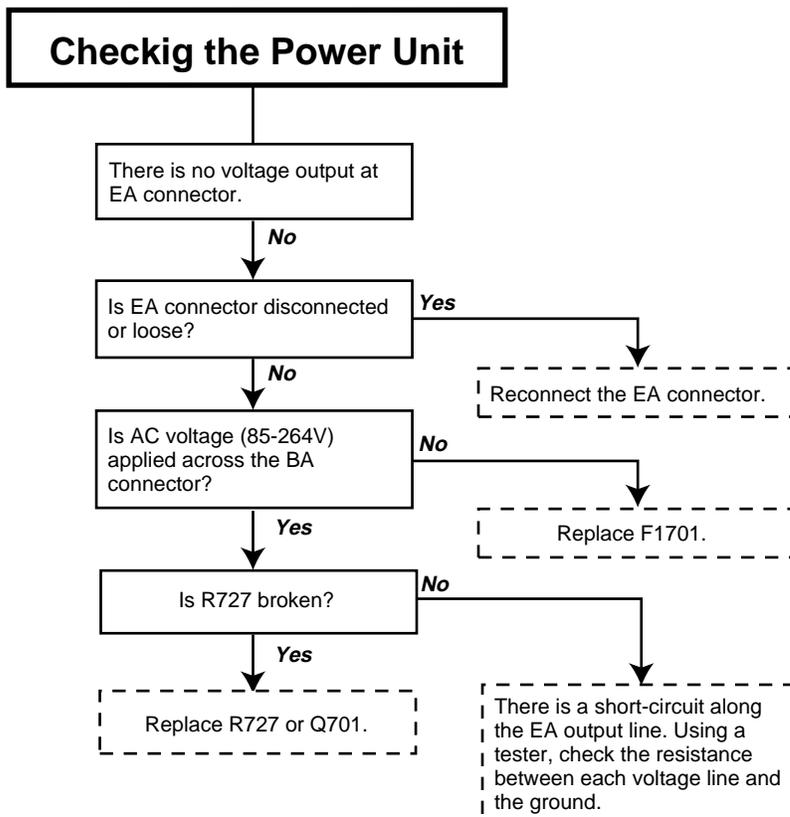 Checkig the Power Unit
There is no voltage output at
EA connector.
No
Is EA connector disconnected
or loose?
Yes
Reconnect the EA connector.
No
Is AC voltage (85-264V)
applied across the BA
connector?
No
Replace F1701.
Yes
Is R727 broken?
No
Yes
Replace R727 or Q701.
There is a short-circuit along
the EA output line. Using a
tester, check the resistance
between each voltage line and
the ground.